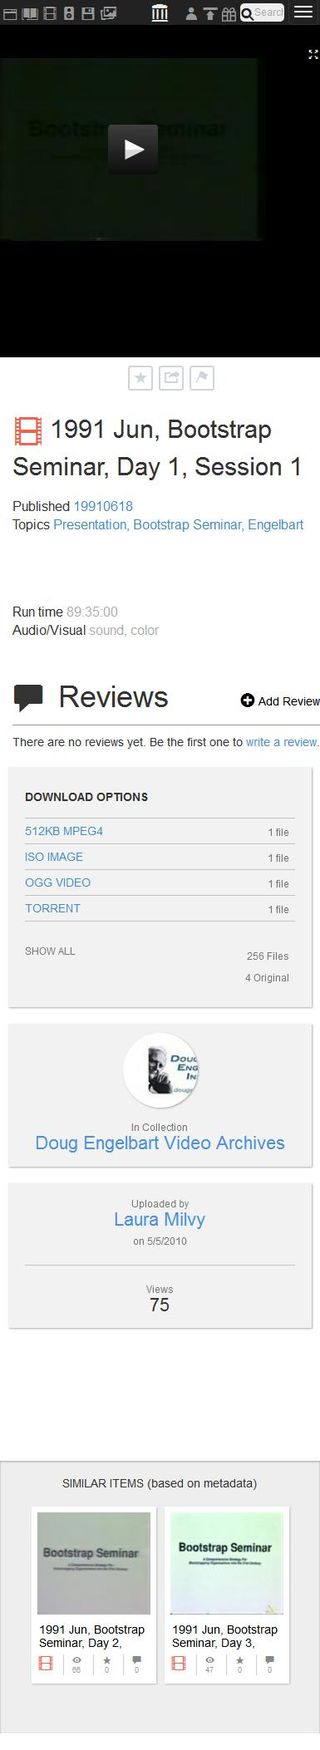 Search
Bootstrap Seminar
1991 Jun, Bootstrap
Seminar, Day 1, Session 1
Published 19910618
Topics Presentation, Bootstrap Seminar, Engelbart
Run time 89:35:00
Audio/Visual sound, color
Reviews
Add Review
There are no reviews yet. Be the first one to write a review.
DOWNLOAD OPTIONS
512KB MPEG4 1 file
ISO IMAGE 1 file
OGG VIDEO 1 file
TORRENT 1 file
SHOW ALL 256 Files
4 Original
Doug
Eng
In
doug
In Collection
Doug Engelbart Video Archives
Uploaded by
Laura Milvy
on 5/5/2010
Views
75
SIMILAR ITEMS (based on metadata)
Bootstrap Seminar
1991 Jun, Bootstrap
Seminar, Day 2,
66 0 0
Bootstrap Seminar
1991 Jun, Bootstrap
Seminar, Day 3,
47 0 0